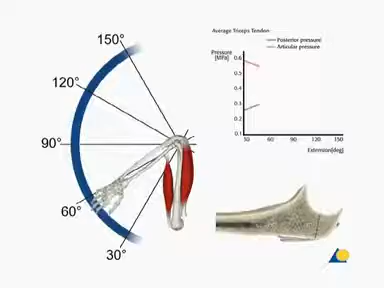 150°
120°
90°
60°
30°
Average Triceps Tendon
Posterior pressure
Articular pressure
Pressure
[MPa]
0.6
0.5
0.4
0.3
0.2
0.1
50 60 90 120 150
Extension[deg]